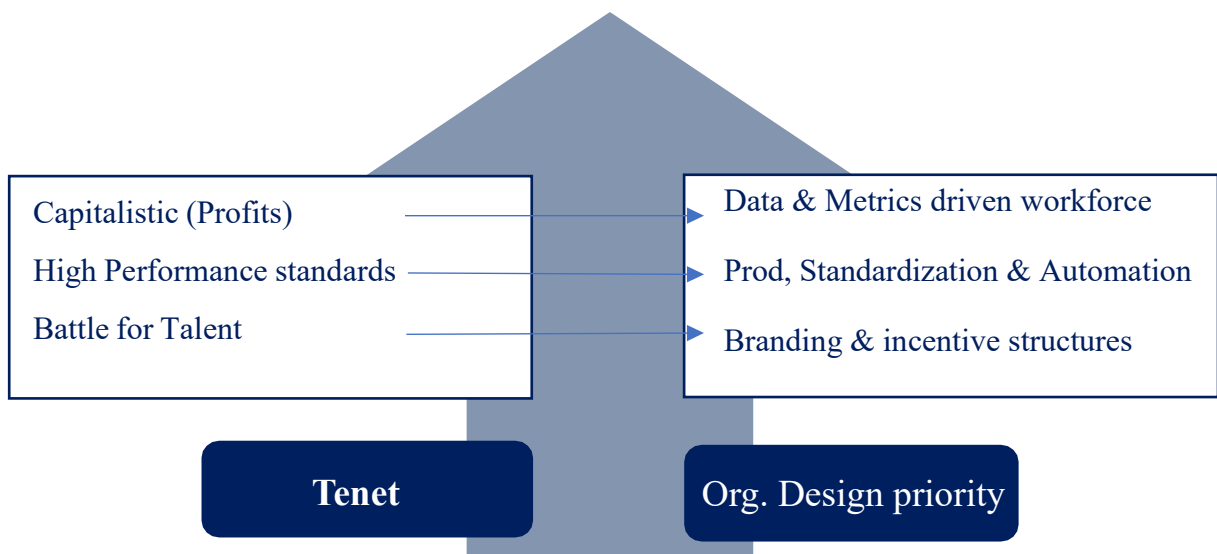 Capitalistic (Profits)
High Performance standards
Battle for Talent
Data & Metrics driven workforce
Prod, Standardization & Automation
Branding & incentive structures
Tenet
Org. Design priority